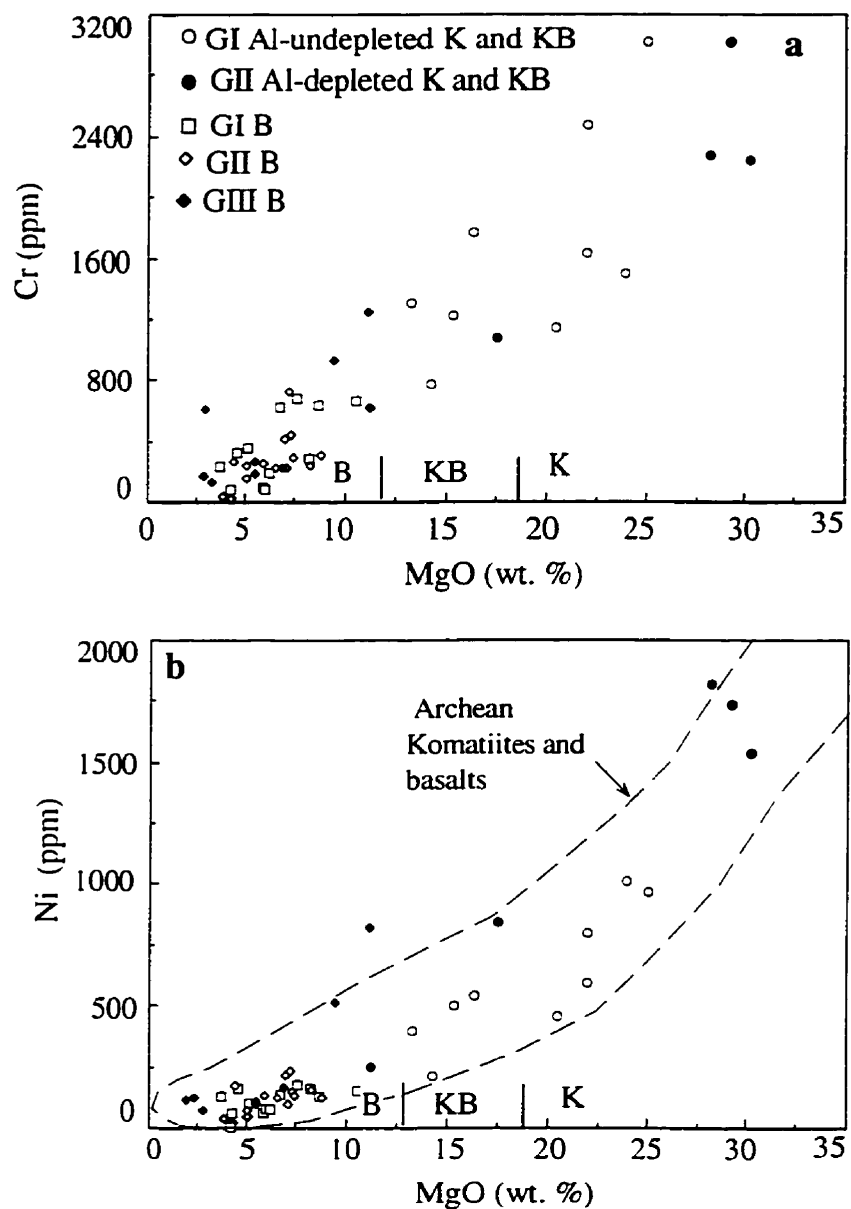 3200
2400
1600
800
0
Cr (ppm)
GI Al-undepleted K and KB
a
GII Al-depleted K and KB
GI B
GII B
GIII B
B
KB
K
0 5 10 15 20 25 30 35
MgO (wt. %)
2000
1500
1000
500
0
Ni (ppm)
b
Archean
Komatiites and
basalts
B
KB
K
0 5 10 15 20 25 30 35
MgO (wt. %)